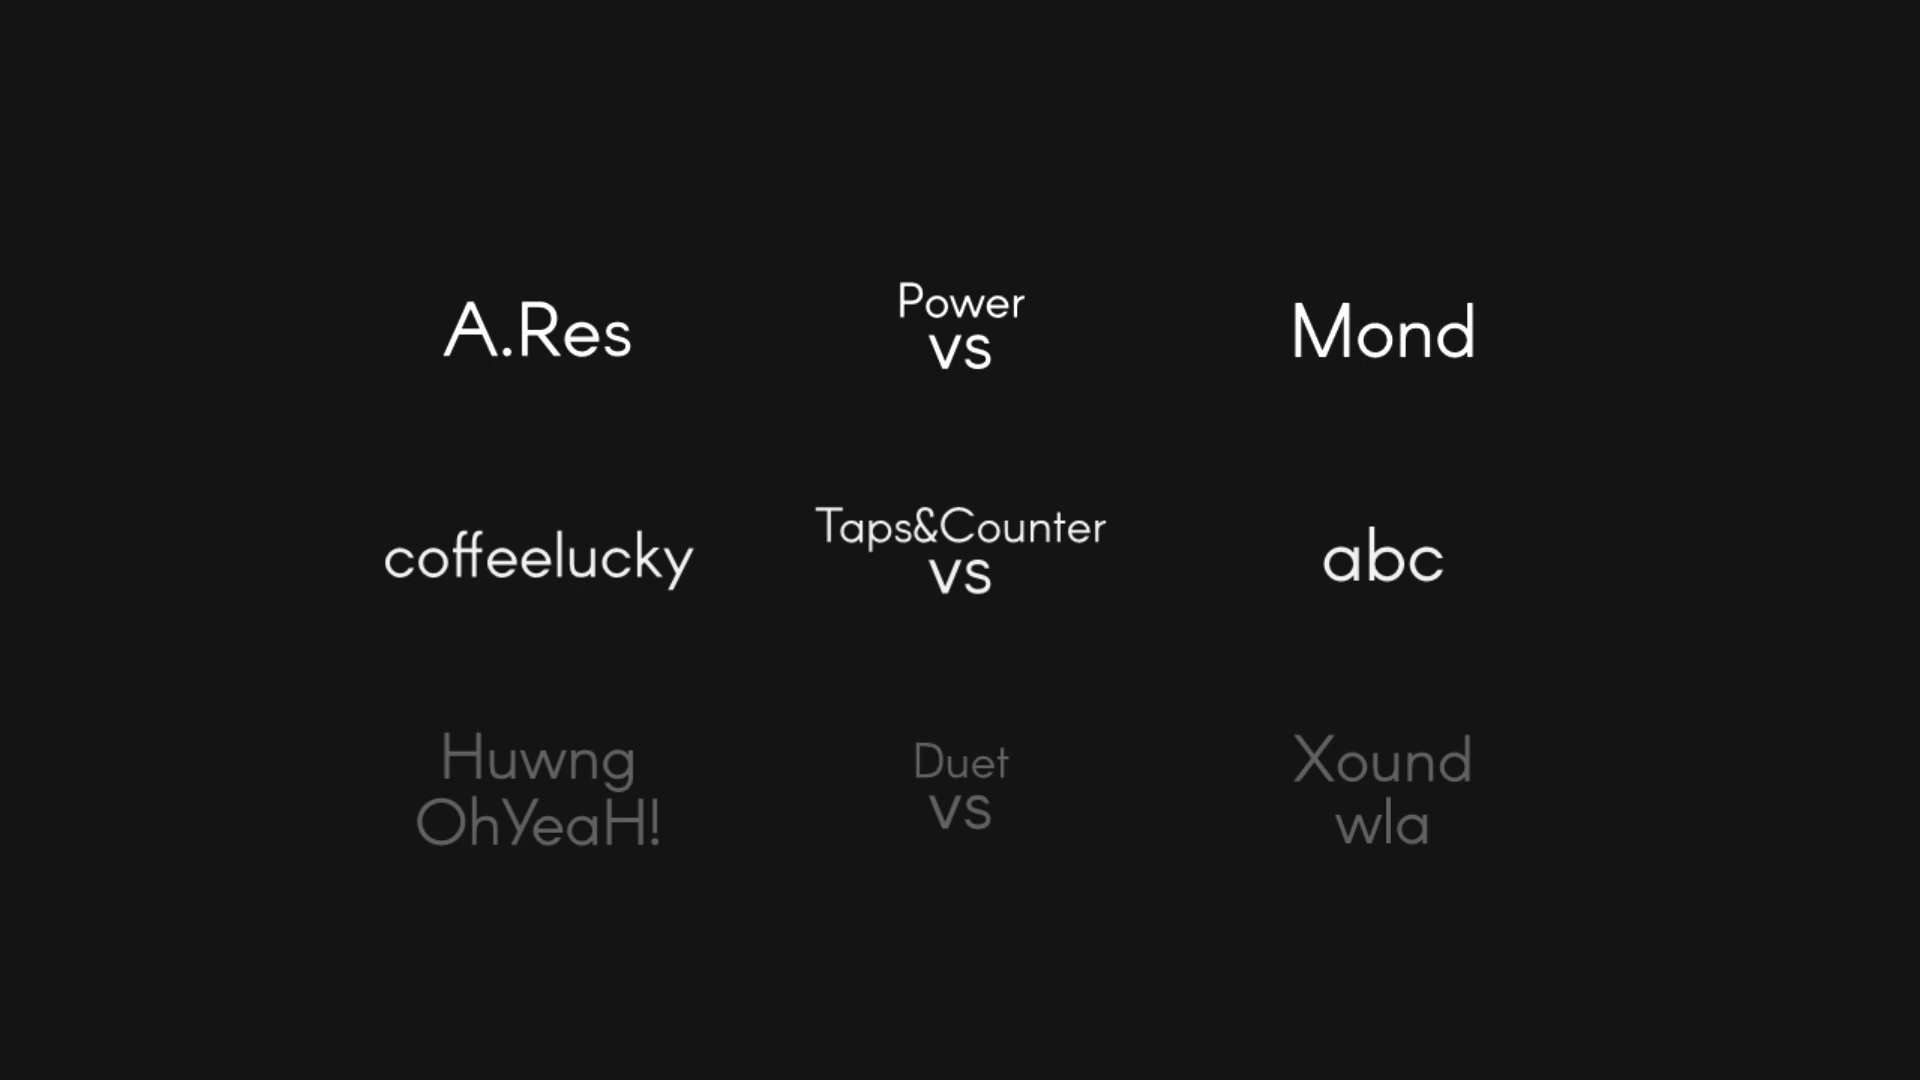 A.Res
Power
vs
Mond
coffeelucky
Taps&Counter
vs
abc
Huwng
OhYeaH!
Duet
vs
Xound
wla